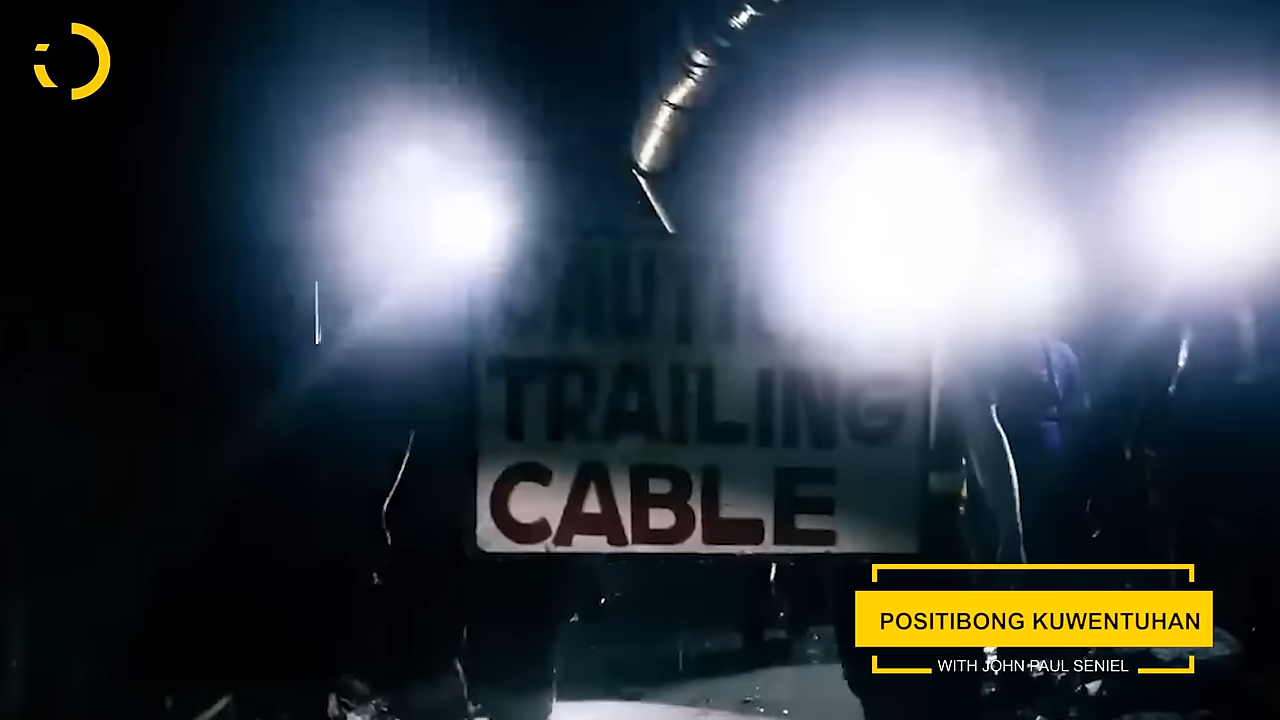 TRAILING
CABLE
POSITIBONG KUWENTUHAN
WITH JOHN PAUL SENIEL